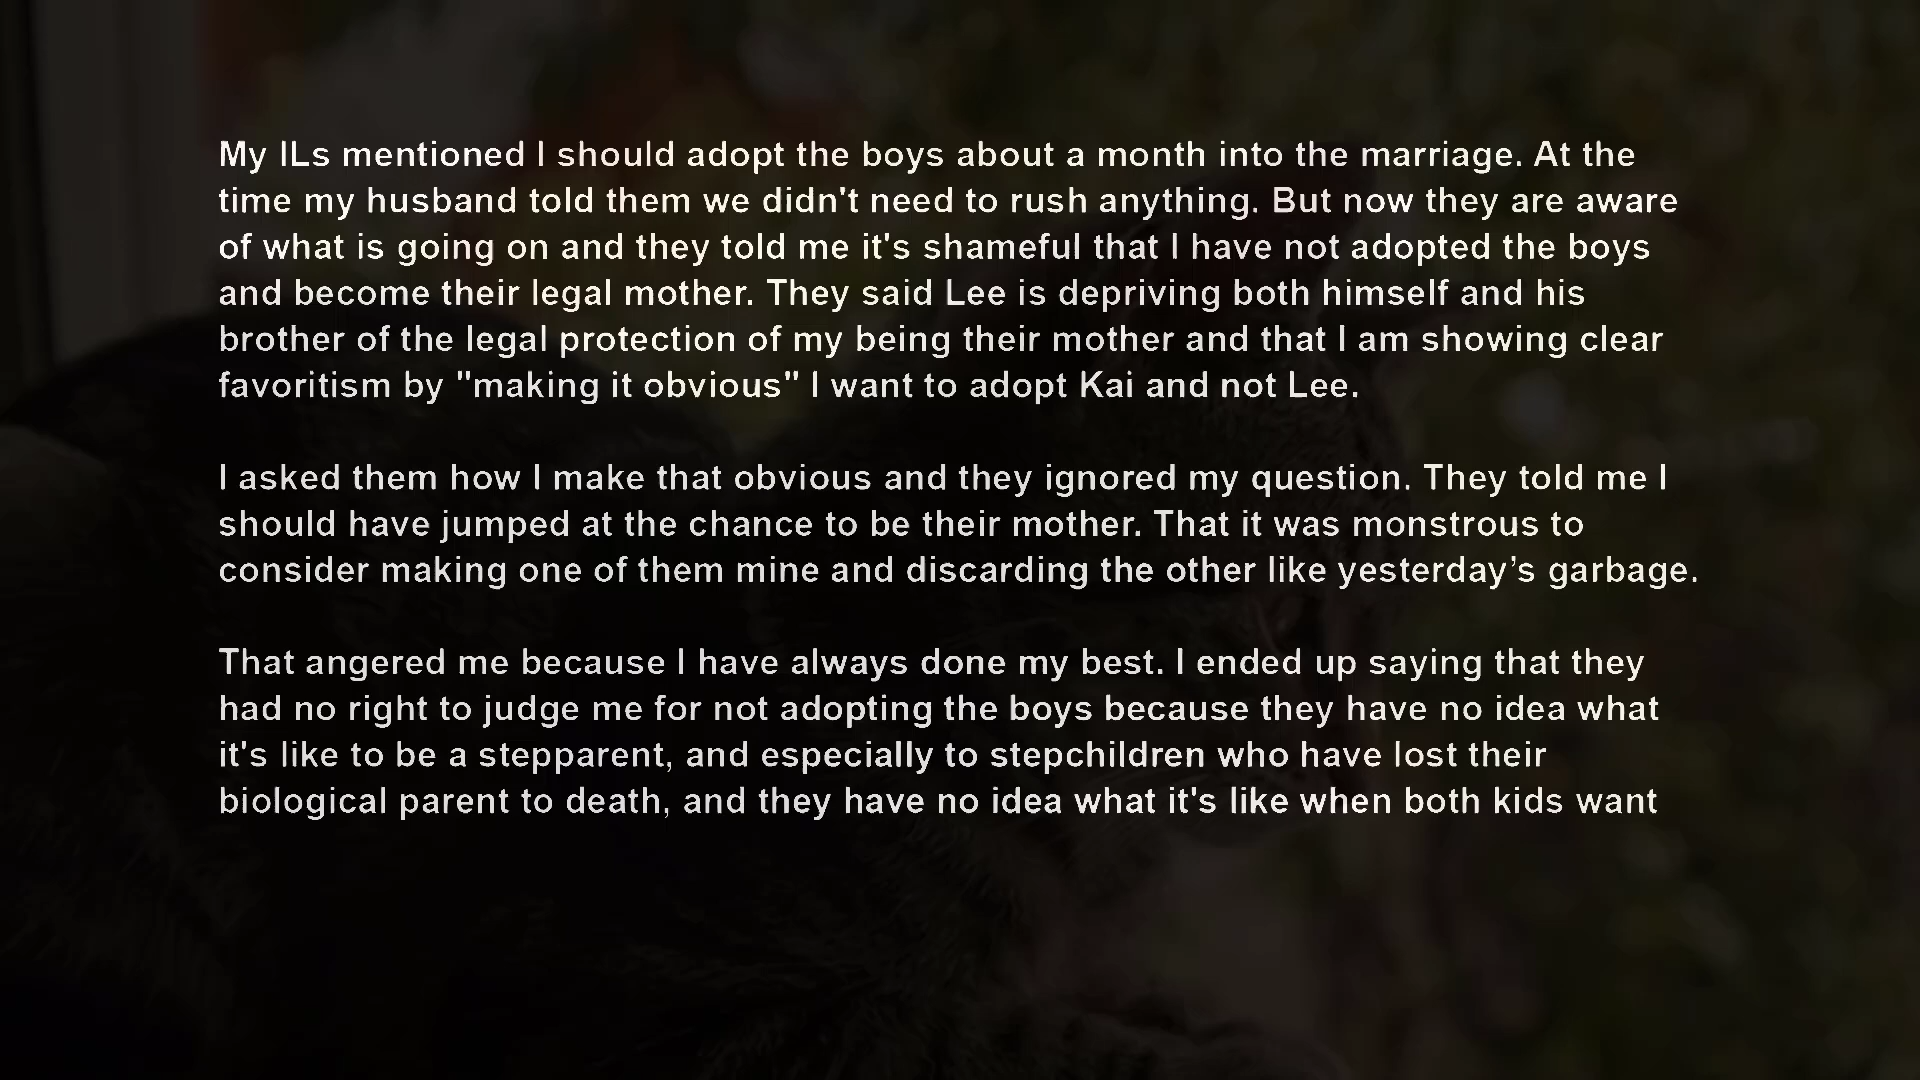 My ILs mentioned I should adopt the boys about a month into the marriage. At the
time my husband told them we didn't need to rush anything. But now they are aware
of what is going on and they told me it's shameful that I have not adopted the boys
and become their legal mother. They said Lee is depriving both himself and his
brother of the legal protection of my being their mother and that I am showing clear
favoritism by "making it obvious" I want to adopt Kai and not Lee.
I asked them how I make that obvious and they ignored my question. They told me I
should have jumped at the chance to be their mother. That it was monstrous to
consider making one of them mine and discarding the other like yesterday’s garbage.
That angered me because I have always done my best. I ended up saying that they
had no right to judge me for not adopting the boys because they have no idea what
it's like to be a stepparent, and especially to stepchildren who have lost their
biological parent to death, and they have no idea what it's like when both kids want